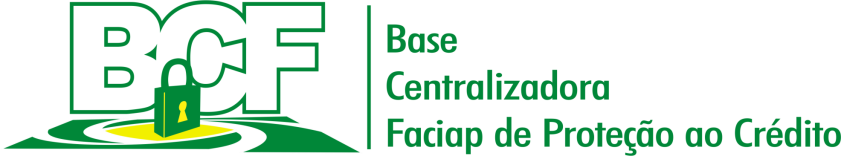 BCF
Base
Centralizadora
Faciap de Proteção ao Crédito